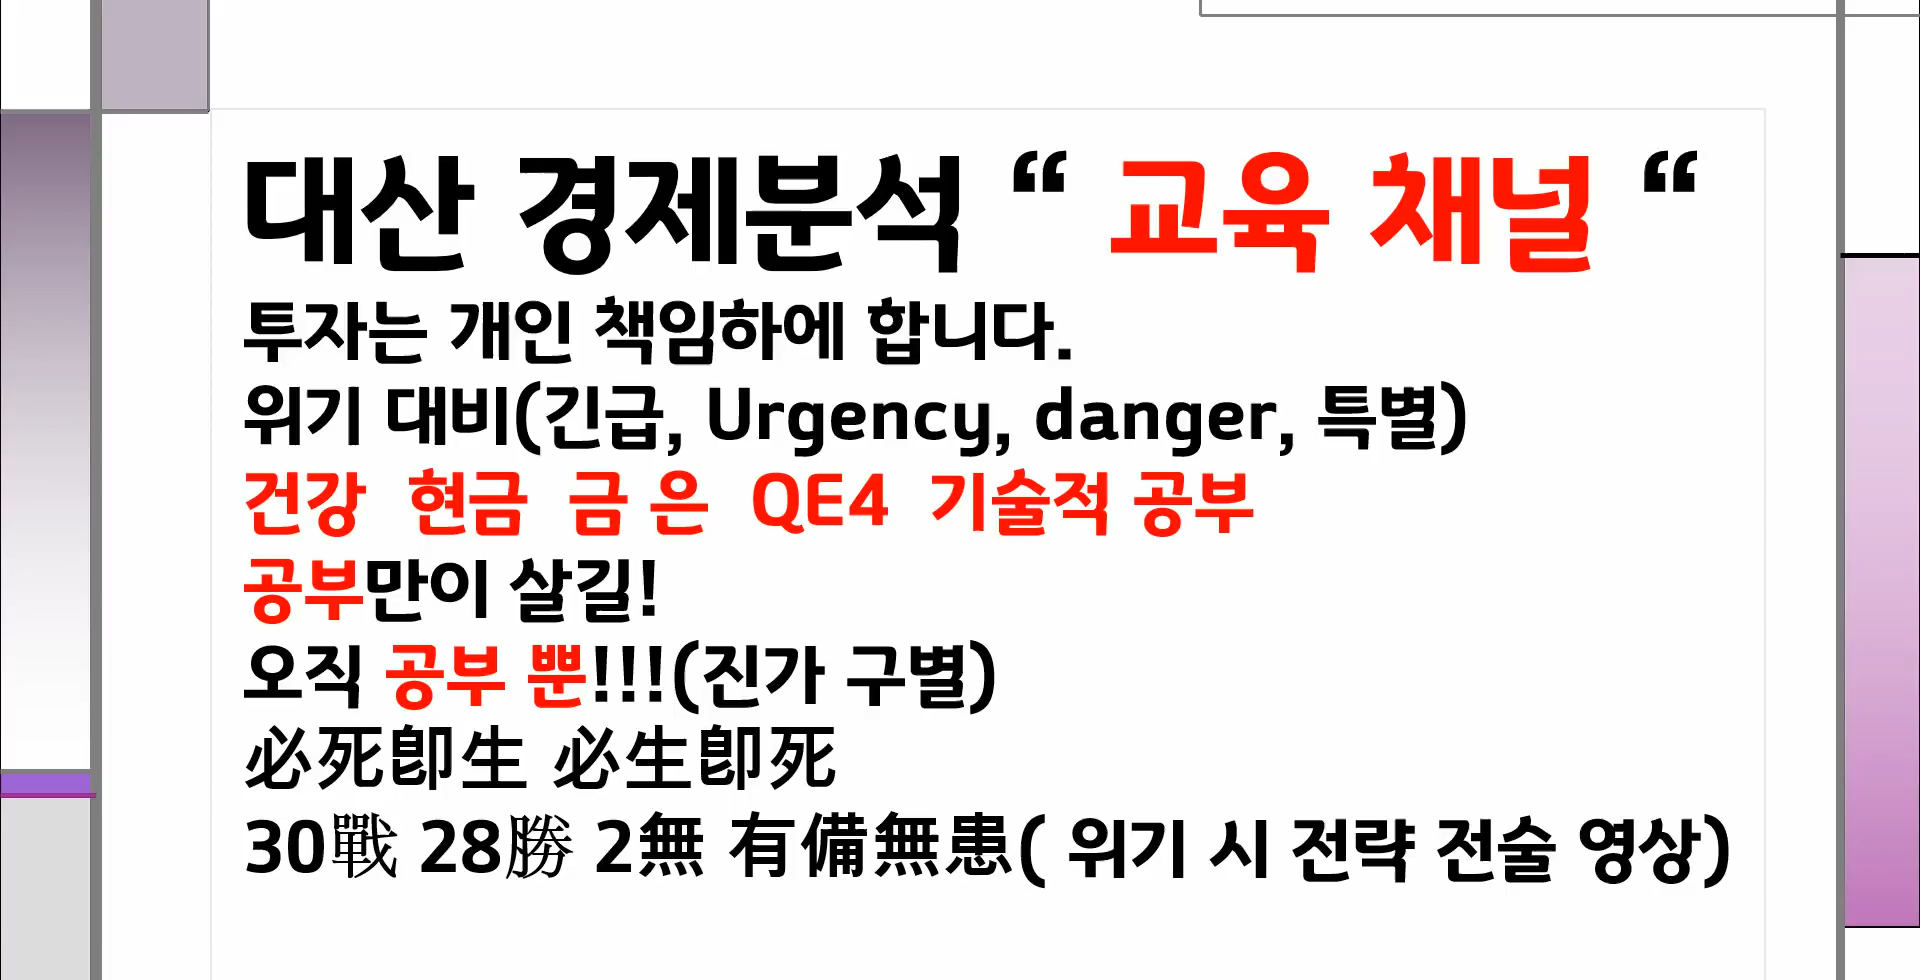 대산 경제분석 “ 교육 채널 “
투자는 개인 책임하에 합니다.
위기 대비(긴급, Urgency, danger, 특별)
건강 현금 금 은 QE4 기술적 공부
공부만이 살길!
오직 공부 뿐!!!(진가 구별)
必死卽生 必生卽死
30戰 28勝 2無 有備無患( 위기 시 전략 전술 영상)